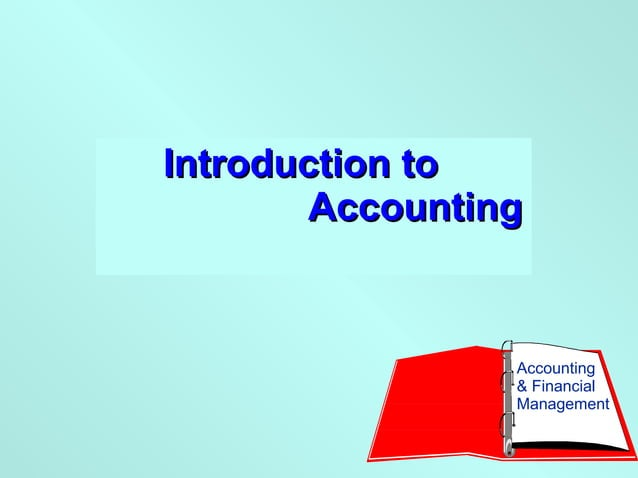 Introduction to
Accounting
Accounting
& Financial
Management